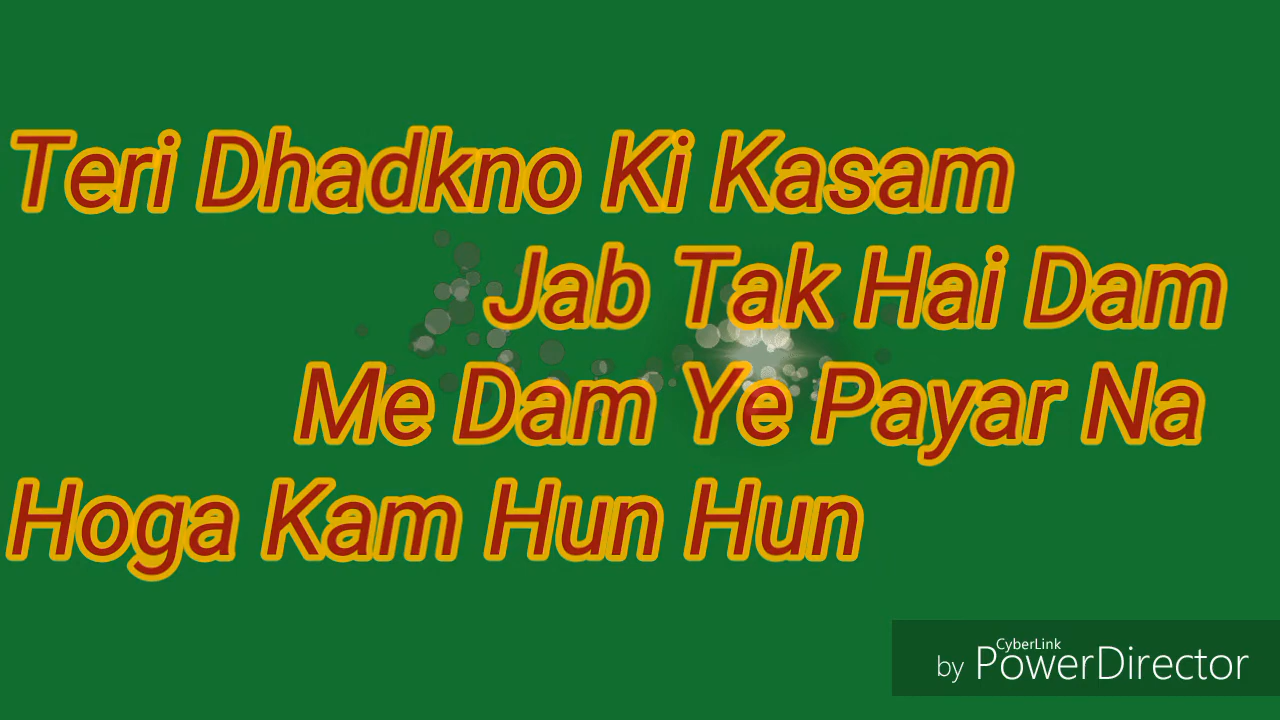 Teri Dhadkno Ki Kasam
Jab Tak Hai Dam
Me Dam Ye Payar Na
Hoga Kam Hun Hun
CyberLink
by PowerDirector